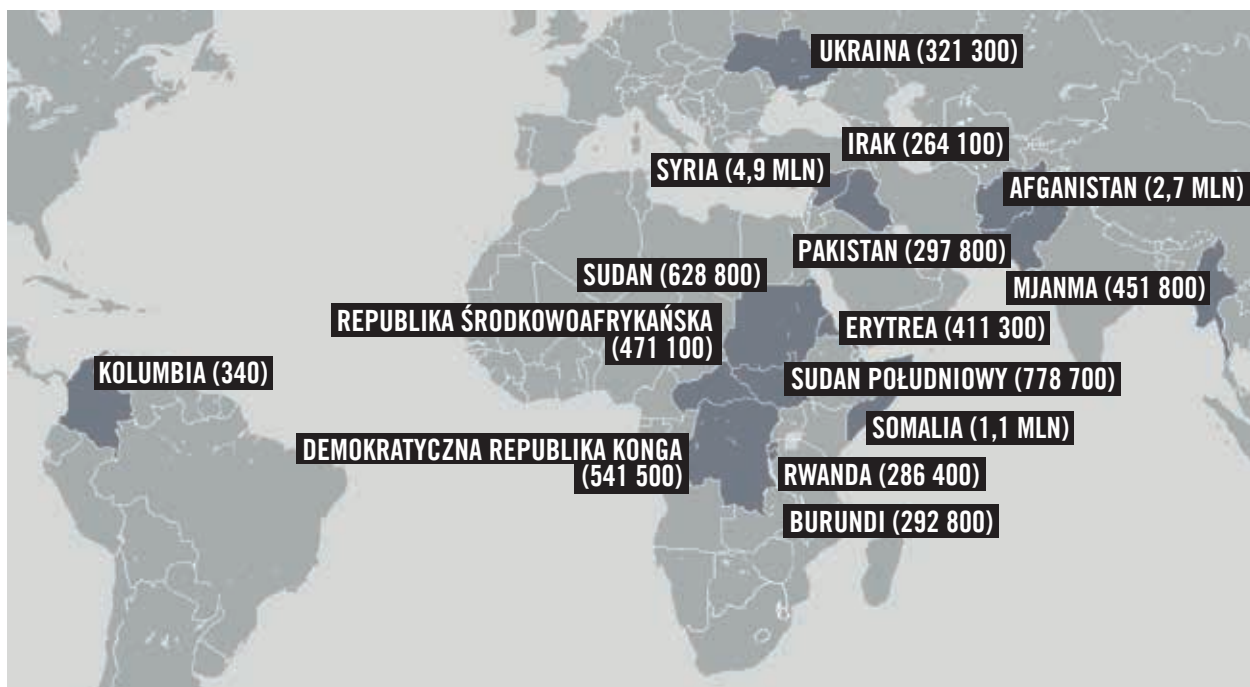 UKRAINA (321 300)
IRAK (264 100)
SYRIA (4,9 MLN)
AFGANISTAN (2,7 MLN)
PAKISTAN (297 800)
SUDAN (628 800)
MJANMA (451 800)
REPUBLIKA ŚRODKOWOAFRYKAŃSKA
(471 100)
ERYTREA (411 300)
KOLUMBIA (340)
SUDAN POŁUDNIOWY (778 700)
SOMALIA (1,1 MLN)
DEMOKRATYCZNA REPUBLIKA KONGA
(541 500)
RWANDA (286 400)
BURUNDI (292 800)